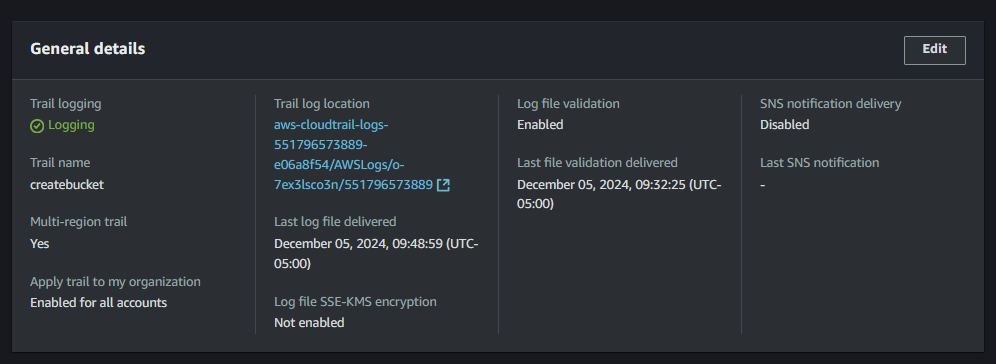 General details
Edit
Trail logging
Logging
Trail name
createbucket
Multi-region trail
Yes
Apply trail to my organization
Enabled for all accounts
Trail log location
aws-cloudtrail-logs-
551796573889-
e06a8f54/AWSLogs/o-
7ex3lsco3n/551796573889
Last log file delivered
December 05, 2024, 09:48:59 (UTC-
05:00)
Log file SSE-KMS encryption
Not enabled
Log file validation
Enabled
Last file validation delivered
December 05, 2024, 09:32:25 (UTC-
05:00)
SNS notification delivery
Disabled
Last SNS notification
-